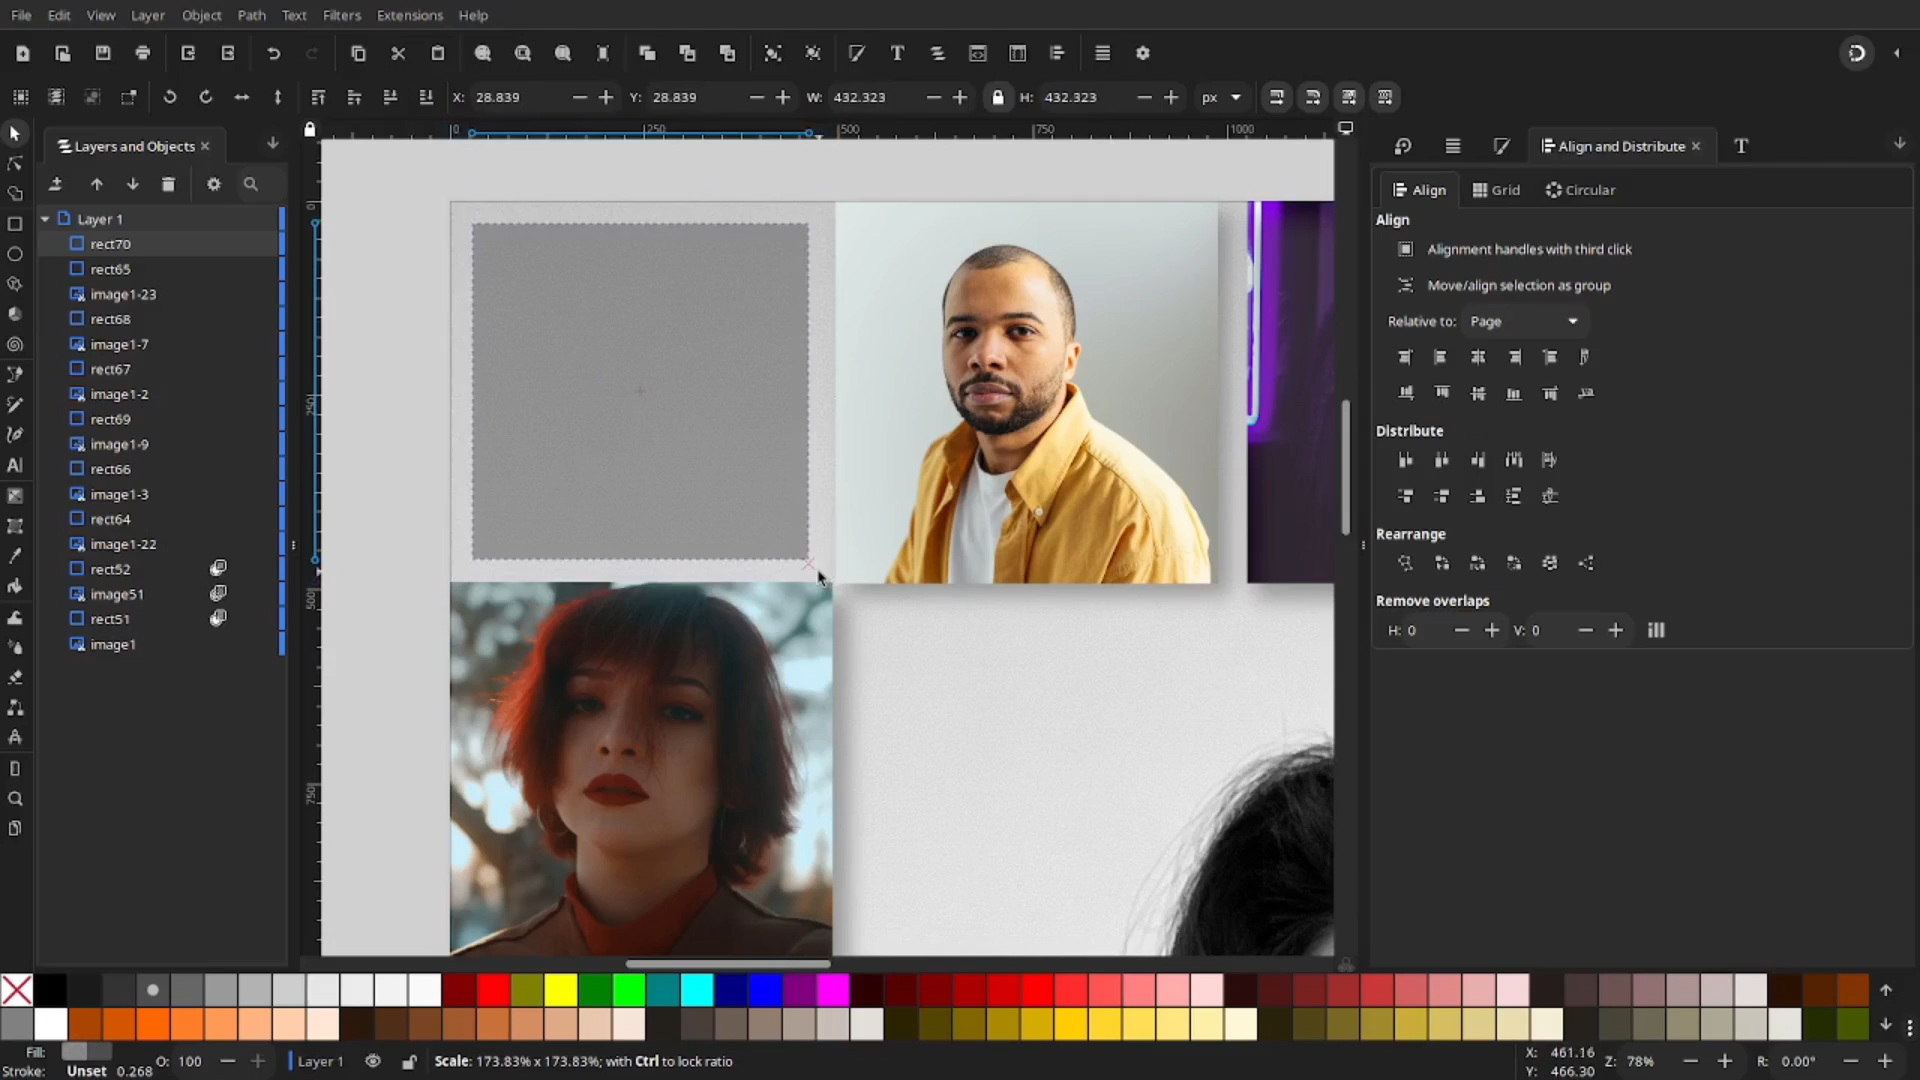 File Edit View Layer Object Path Text Filters Extensions Help
X: 28.839 Y: 28.839 W: 432.323 H: 432.323 px
Layers and Objects
Align and Distribute
0 250 500 750 1000
Align Grid Circular
Layer 1
Align
rect70
Alignment handles with third click
rect65
Move/align selection as group
image1-23
Relative to: Page
rect68
image1-7
rect67
image1-2
rect69
Distribute
image1-9
rect66
image1-3
rect64
Rearrange
image1-22
rect52
image51
Remove overlaps
rect51
H: 0 V: 0
image1
0
250
500
750
Fill:
Stroke: Unset 0.268
O: 100
Layer 1
Scale: 173.83% x 173.83%; with Ctrl to lock ratio
X: 461.16
Y: 466.30
Z: 78%
R: 0.00°